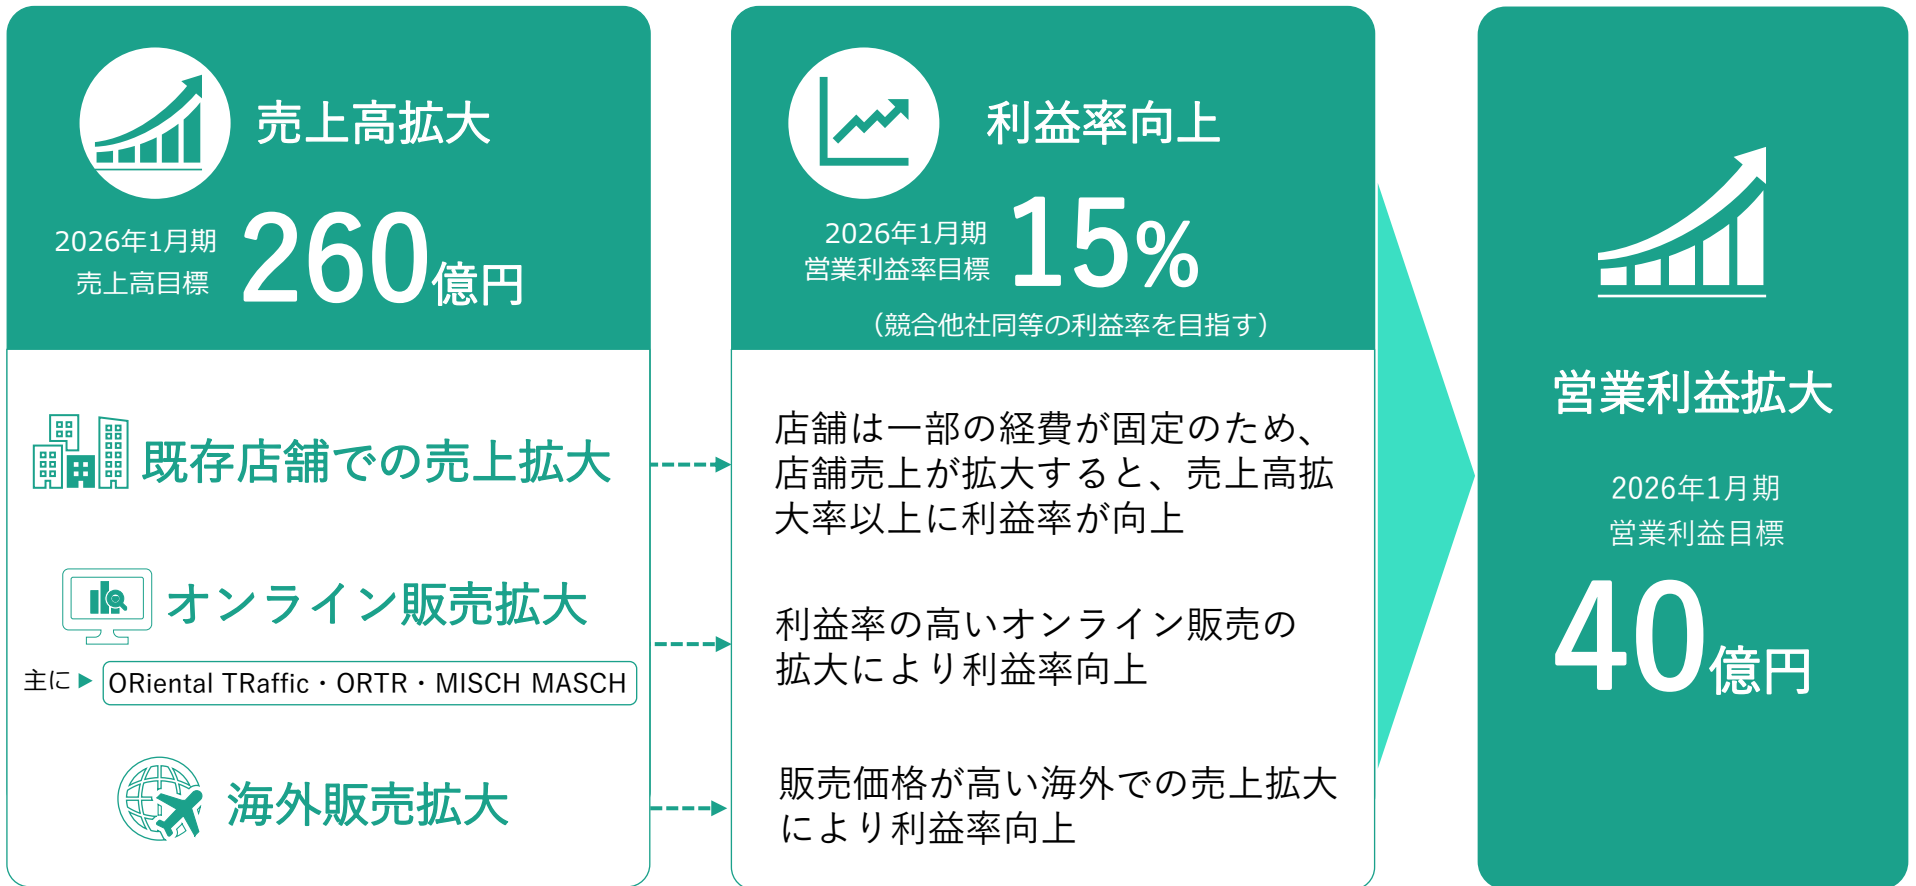 売上高拡大
2026年1月期
売上高目標
260億円
既存店舗での売上拡大
オンライン販売拡大
主に
ORiental TRaffic・ORTR・MISCH MASCH
海外販売拡大
利益率向上
2026年1月期
営業利益率目標
15%
（競合他社同等の利益率を目指す）
店舗は一部の経費が固定のため、
店舗売上が拡大すると、売上高拡
大率以上に利益率が向上
利益率の高いオンライン販売の
拡大により利益率向上
販売価格が高い海外での売上拡大
により利益率向上
営業利益拡大
2026年1月期
営業利益目標
40億円